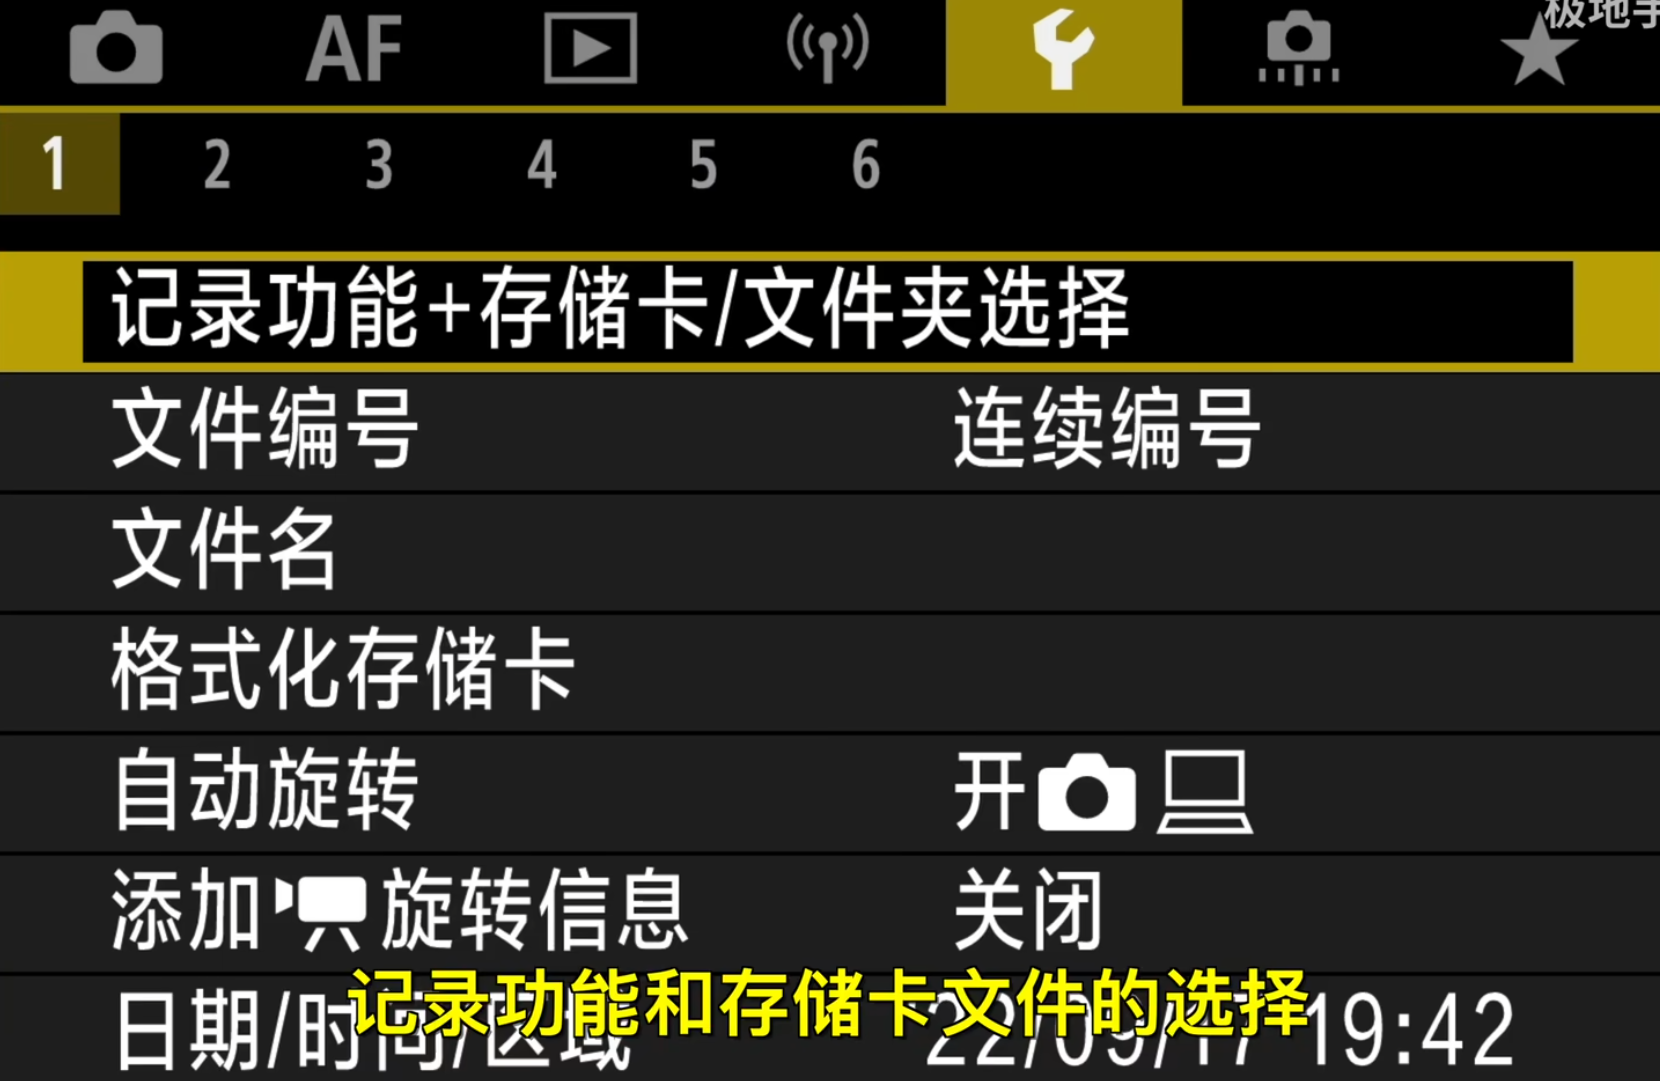 极地手
AF
1 2 3 4 5 6
记录功能+存储卡/文件夹选择
文件编号 连续编号
文件名
格式化存储卡
自动旋转 开
添加旋转信息 关闭
日期/时间/区域 '22/09/17 19:42
记录功能和存储卡文件的选择